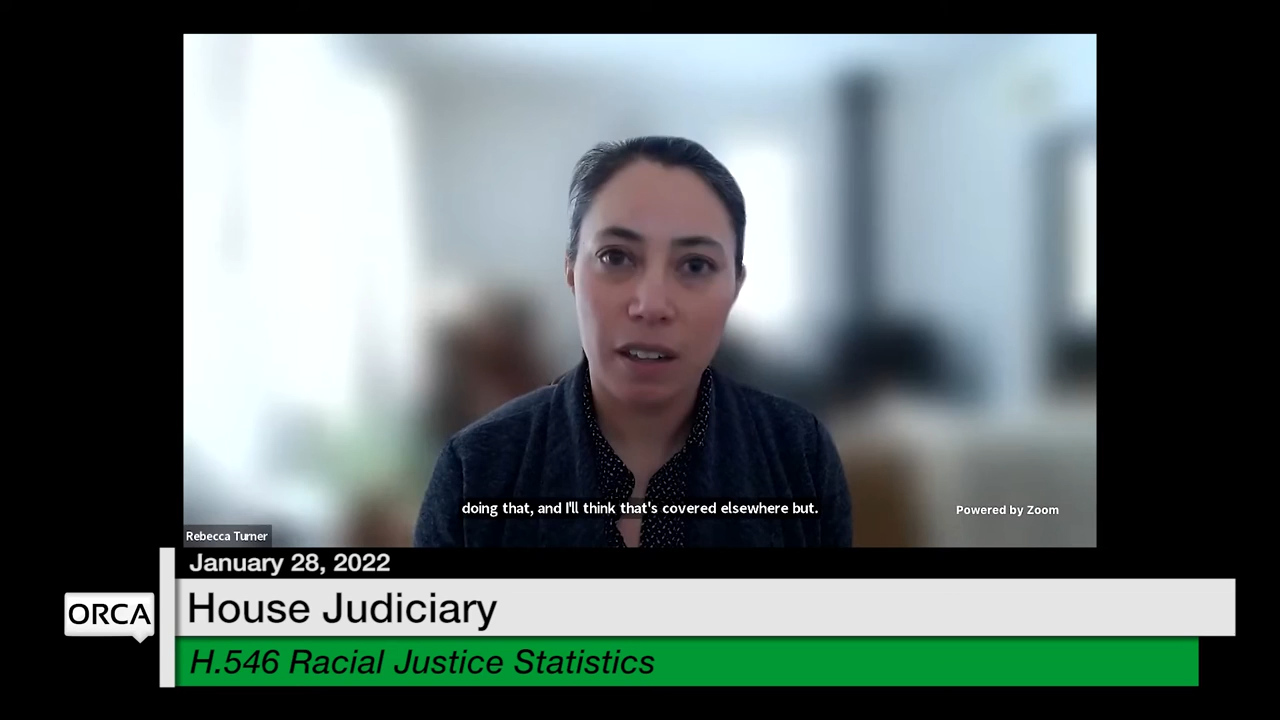 doing that, and I'll think that's covered elsewhere but.
Powered by Zoom
Rebecca Turner
January 28, 2022
ORCA
House Judiciary
H.546 Racial Justice Statistics